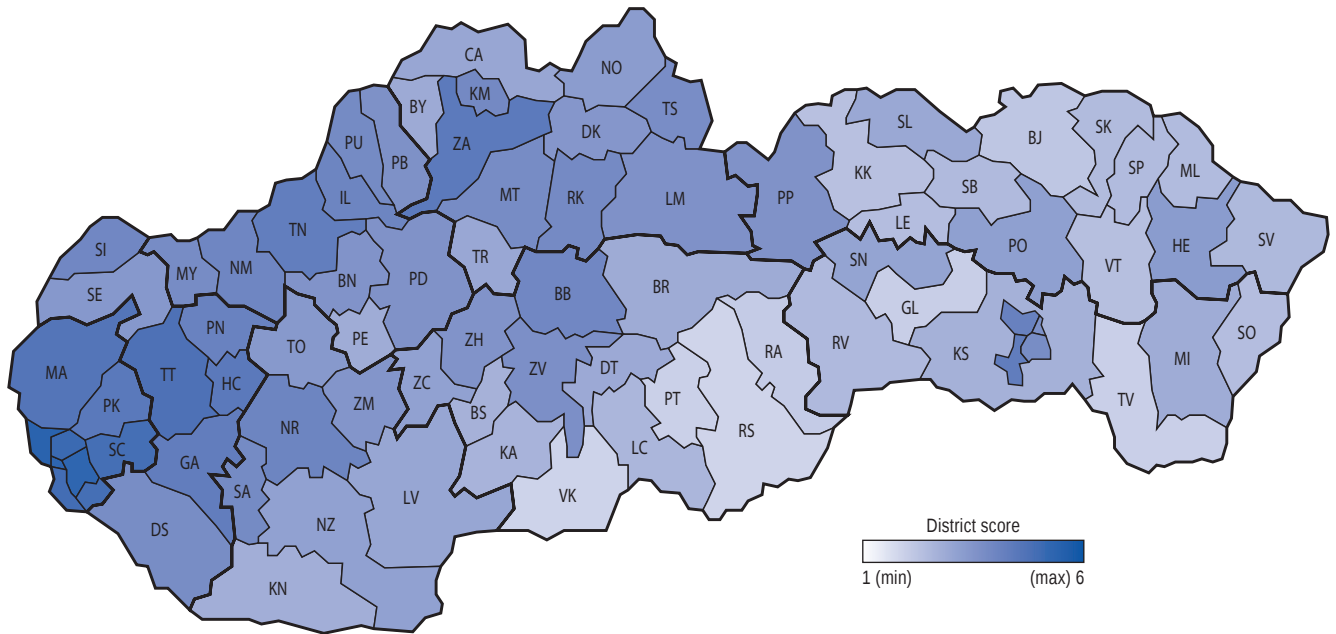 CA
NO
KM
BY
TS
ZA
DK
PU
PB
SL
SK
BJ
SP
ML
KK
SB
IL
MT
RK
LM
PP
LE
TN
SI
MY
NM
BN
PD
TR
SN
PO
VT
HE
SV
SE
BB
BR
GL
PN
TO
PE
ZH
RV
KS
SO
MI
MA
TT
HC
ZC
ZV
DT
RA
PK
ZM
BS
PT
TV
NR
RS
SC
GA
KA
LC
SA
LV
VK
DS
NZ
KN
District score
1 (min)
(max) 6